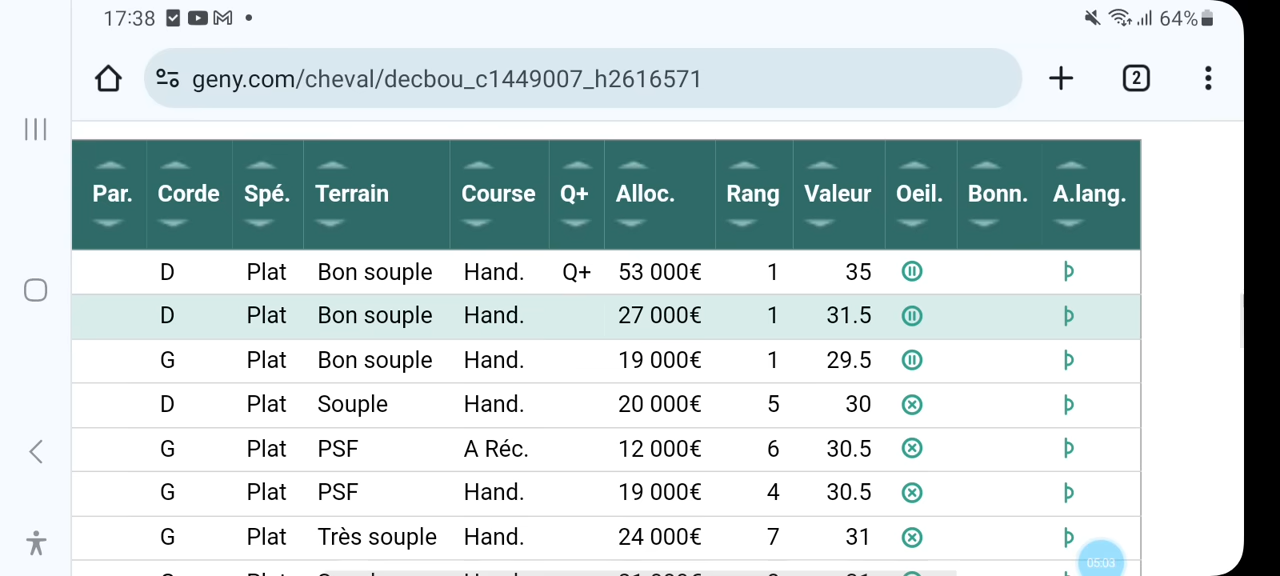 17:38 64%
geny.com/cheval/decbou_c1449007_h2616571 2
Par. Corde Spé. Terrain Course Q+ Alloc. Rang Valeur Oeil. Bonn. A.lang.
D Plat Bon souple Hand. Q+ 53 000€ 1 35
D Plat Bon souple Hand. 27 000€ 1 31.5
G Plat Bon souple Hand. 19 000€ 1 29.5
D Plat Souple Hand. 20 000€ 5 30
G Plat PSF A Réc. 12 000€ 6 30.5
G Plat PSF Hand. 19 000€ 4 30.5
G Plat Très souple Hand. 24 000€ 7 31
05:03